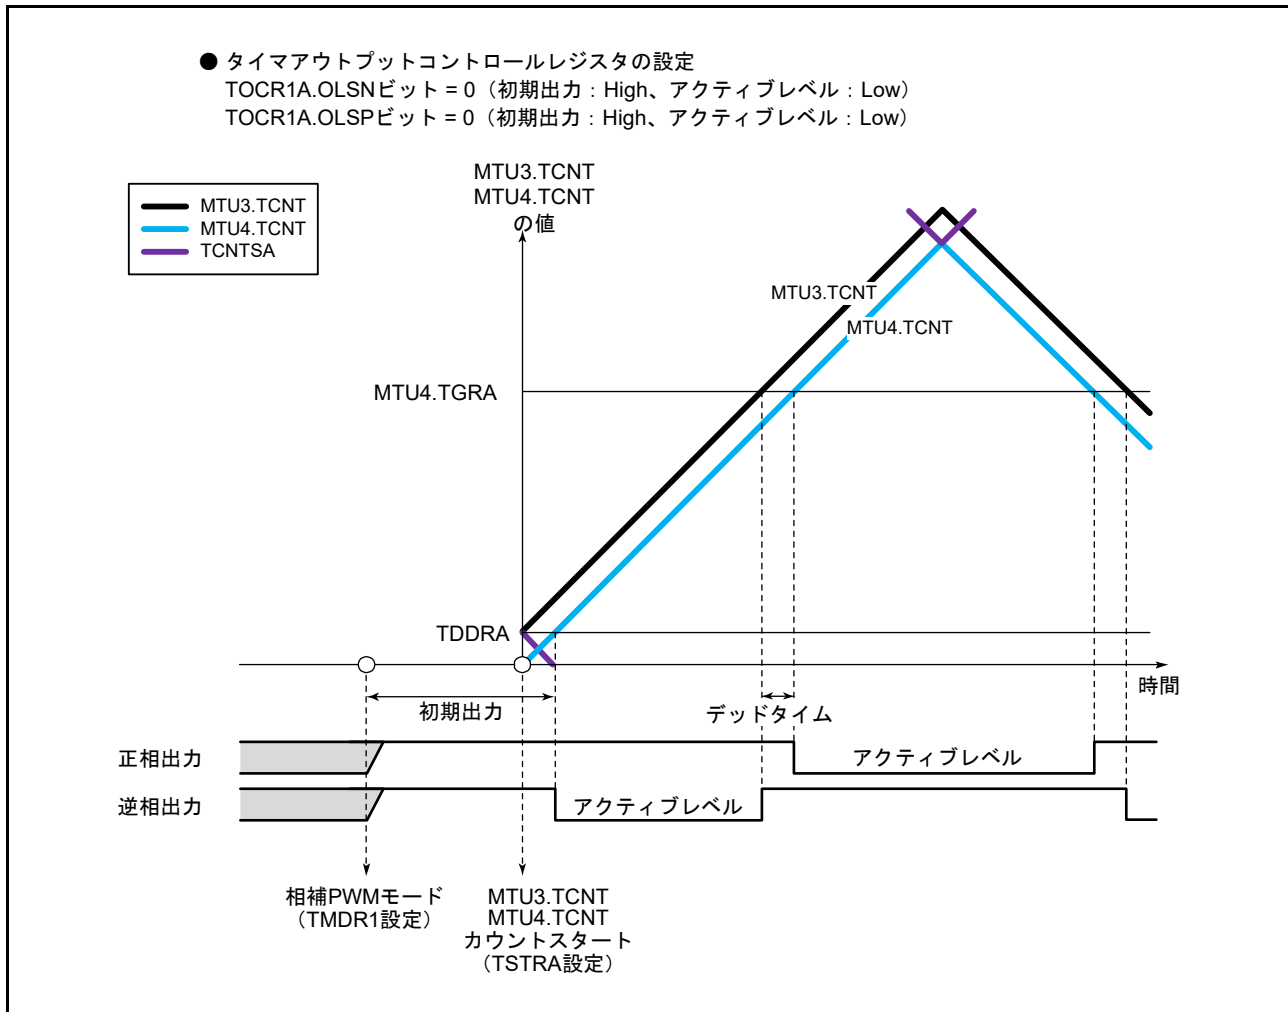 ● タイマアウトプットコントロールレジスタの設定
TOCR1A.OLSNビット = 0（初期出力：High、アクティブレベル：Low）
TOCR1A.OLSPビット = 0（初期出力：High、アクティブレベル：Low）
MTU3.TCNT
MTU4.TCNT
の値
MTU3.TCNT
MTU4.TCNT
TCNTSA
MTU3.TCNT
MTU4.TCNT
MTU4.TGRA
TDDRA
時間
初期出力
デッドタイム
正相出力
アクティブレベル
逆相出力
アクティブレベル
相補PWMモード
（TMDR1設定）
MTU3.TCNT
MTU4.TCNT
カウントスタート
（TSTRA設定）